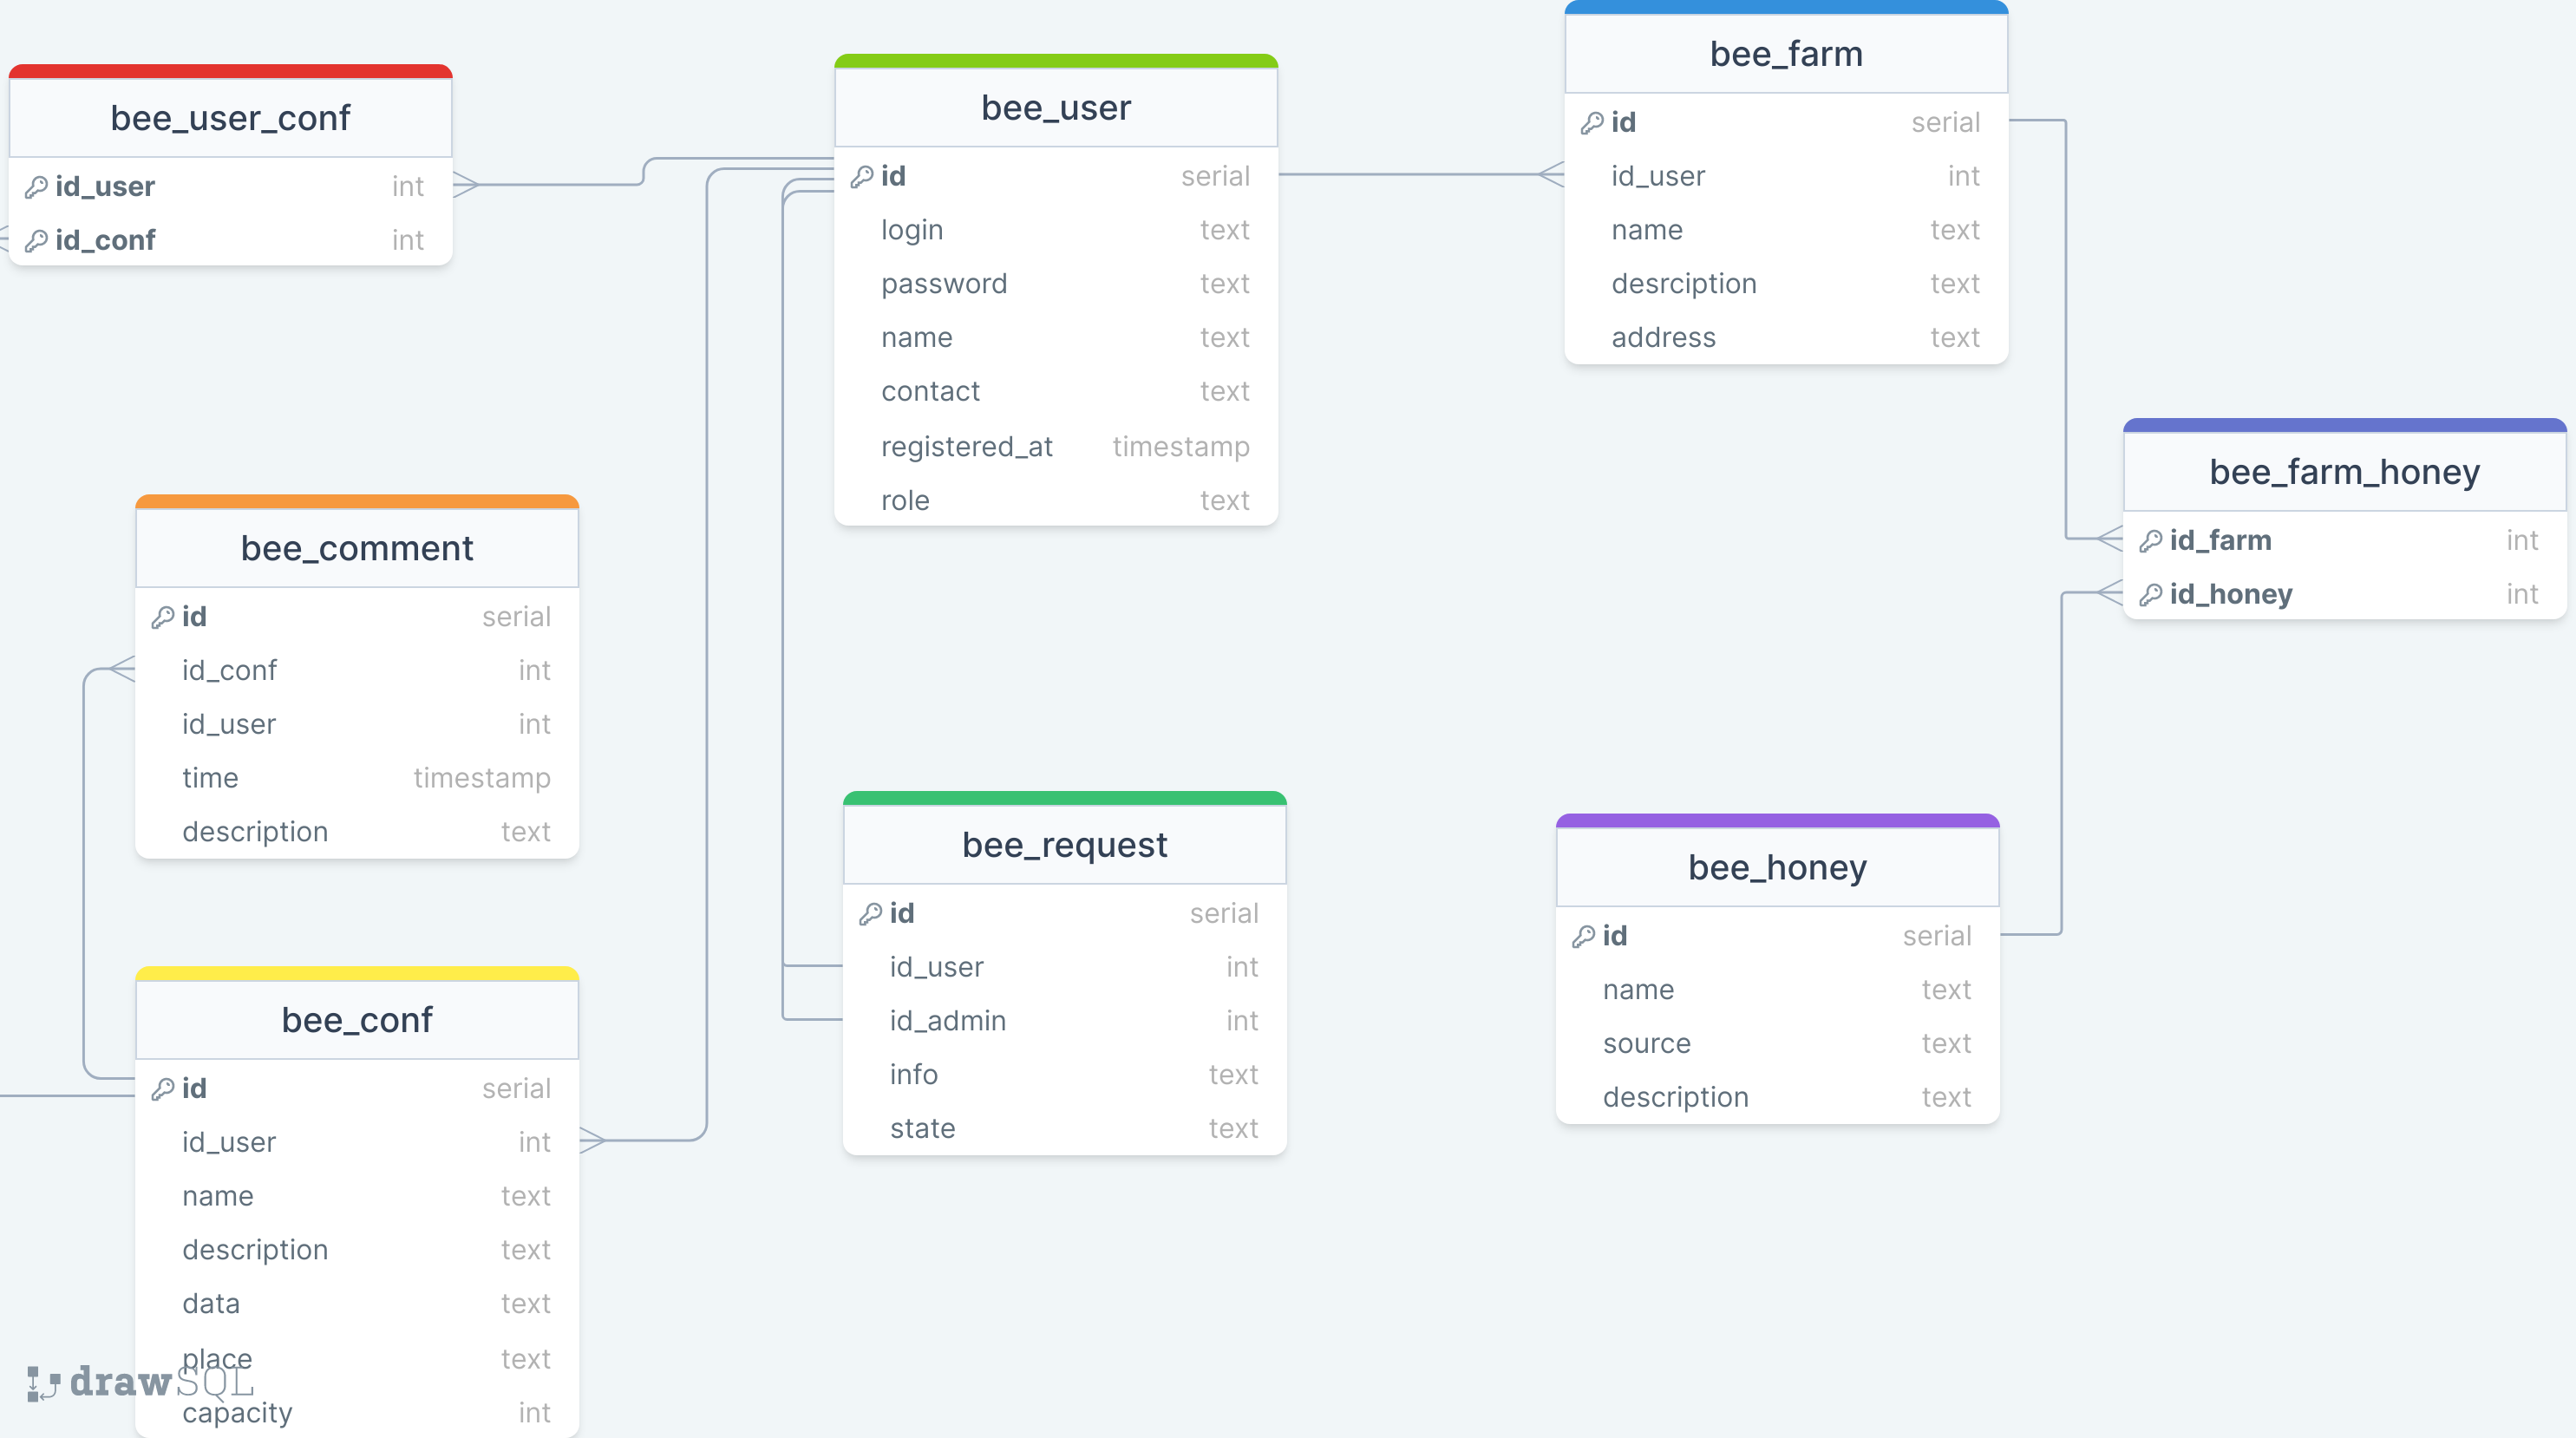 bee_user_conf
id_user int
id_conf int
bee_comment
id serial
id_conf int
id_user int
time timestamp
description text
bee_conf
id serial
id_user int
name text
description text
data text
place text
capacity int
bee_user
id serial
login text
password text
name text
contact text
registered_at timestamp
role text
bee_request
id serial
id_user int
id_admin int
info text
state text
bee_farm
id serial
id_user int
name text
desrciption text
address text
bee_honey
id serial
name text
source text
description text
bee_farm_honey
id_farm int
id_honey int
drawSQL